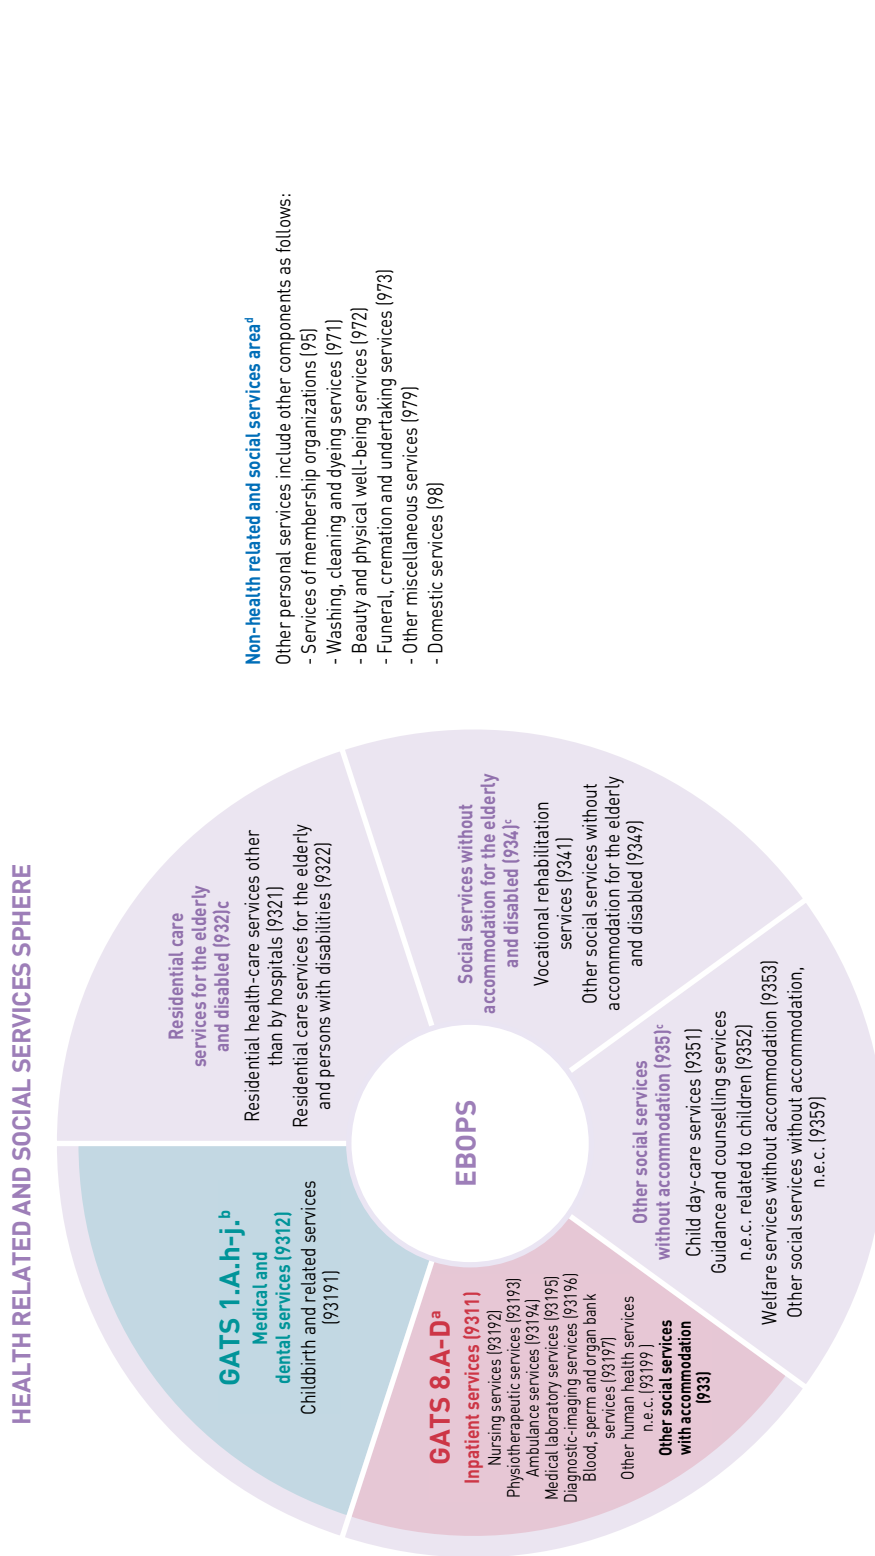 HEALTH RELATED AND SOCIAL SERVICES SPHERE
GATS 1.A.h-j.b
Medical and
dental services (9312)
Childbirth and related services
(93191)
Residential care
services for the elderly
and disabled (932)c
Residential health-care services other
than by hospitals (9321)
Residential care services for the elderly
and persons with disabilities (9322)
GATS 8.A-Da
Inpatient services (9311)
Nursing services (93192)
Physiotherapeutic services (93193)
Ambulance services (93194)
Medical laboratory services (93195)
Diagnostic-imaging services (93196)
Blood, sperm and organ bank
services (93197)
Other human health services
n.e.c. (93199 )
Other social services
with accommodation
(933)
EBOPS
Social services without
accommodation for the elderly
and disabled (934)c
Vocational rehabilitation
services (9341)
Other social services without
accommodation for the elderly
and disabled (9349)
Other social services
without accommodation (935)c
Child day-care services (9351)
Guidance and counselling services
n.e.c. related to children (9352)
Welfare services without accommodation (9353)
Other social services without accommodation,
n.e.c. (9359)
Non-health related and social services aread
Other personal services include other components as follows:
- Services of membership organizations (95)
- Washing, cleaning and dyeing services (971)
- Beauty and physical well-being services (972)
- Funeral, cremation and undertaking services (973)
- Other miscellaneous services (979)
- Domestic services (98)